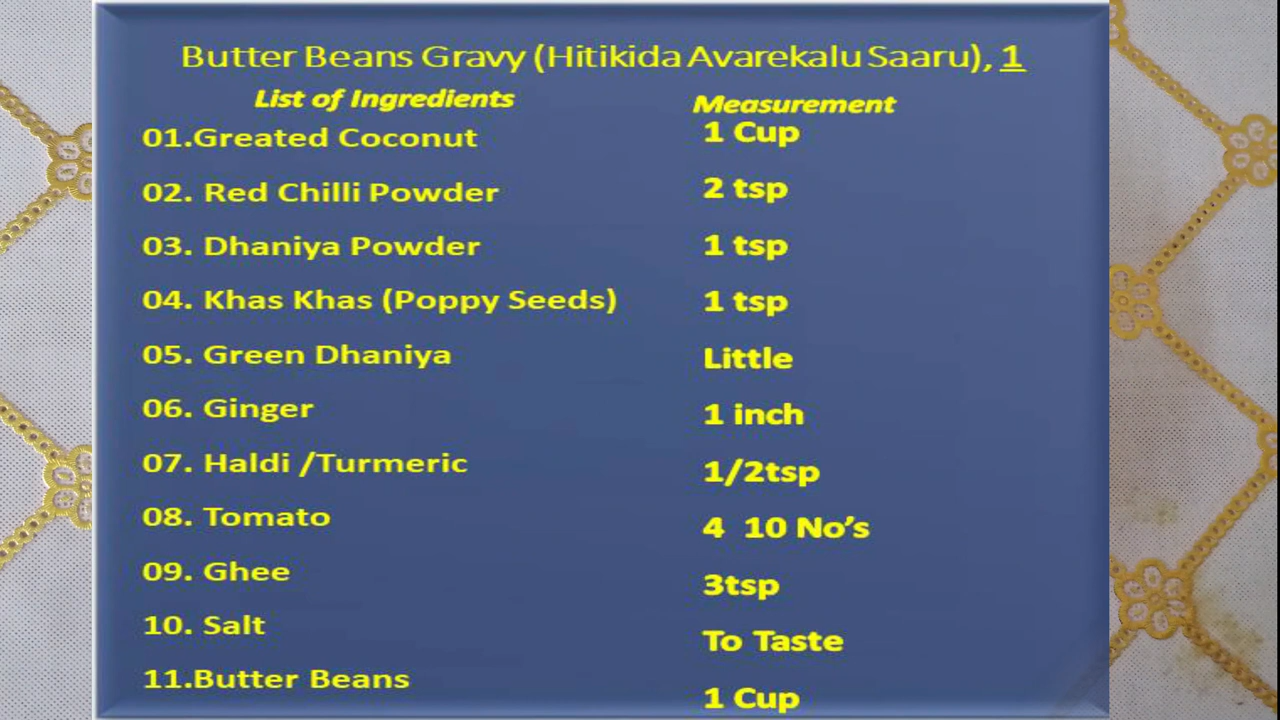 Butter Beans Gravy (Hitikida Avarekalu Saaru), 1
List of Ingredients Measurement
01.Greated Coconut 1 Cup
02. Red Chilli Powder 2 tsp
03. Dhaniya Powder 1 tsp
04. Khas Khas (Poppy Seeds) 1 tsp
05. Green Dhaniya Little
06. Ginger 1 inch
07. Haldi /Turmeric 1/2tsp
08. Tomato 4 10 No’s
09. Ghee 3tsp
10. Salt To Taste
11.Butter Beans 1 Cup